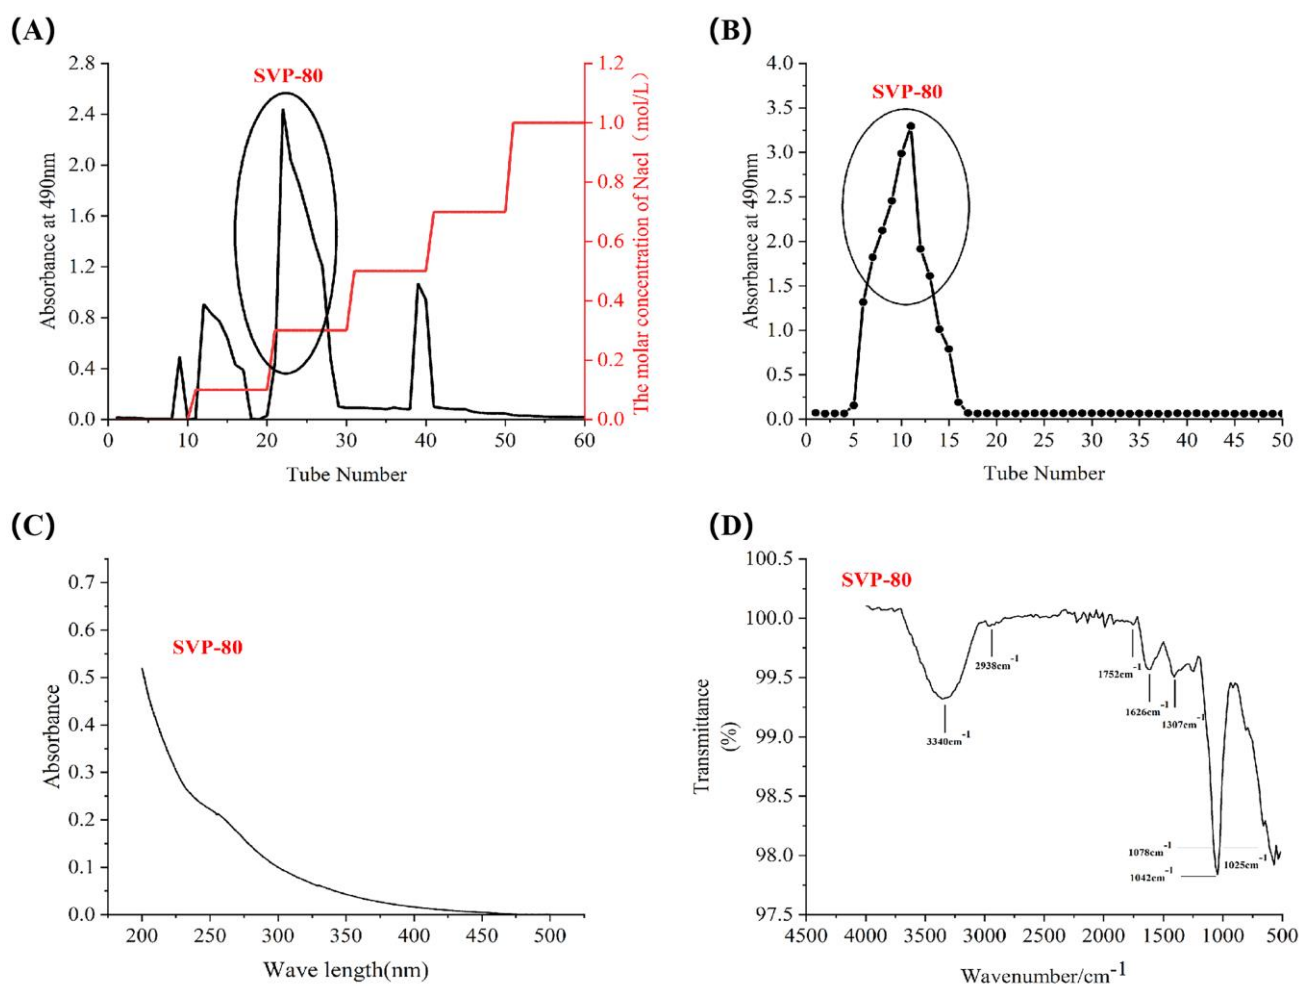 (A)
SVP-80
2.8
2.4
2.0
1.6
1.2
0.8
0.4
0.0
Absorbance at 490nm
0 10 20 30 40 50 60
Tube Number
1.2
1.0
0.8
0.6
0.4
0.2
0.0
The molar concentration of Nacl (mol/L)
(B)
SVP-80
4.0
3.5
3.0
2.5
2.0
1.5
1.0
0.5
0.0
Absorbance at 490nm
0 5 10 15 20 25 30 35 40 45 50
Tube Number
(C)
SVP-80
0.7
0.6
0.5
0.4
0.3
0.2
0.1
0.0
Absorbance
200 250 300 350 400 450 500
Wave length(nm)
(D)
SVP-80
100.5
100.0
99.5
99.0
98.5
98.0
97.5
Transmittance
(%)
3340cm-1
2938cm-1
1752cm-1
1626cm-1
1307cm-1
1078cm-1
1025cm-1
1042cm-1
4500 4000 3500 3000 2500 2000 1500 1000 500
Wavenumber/cm-1